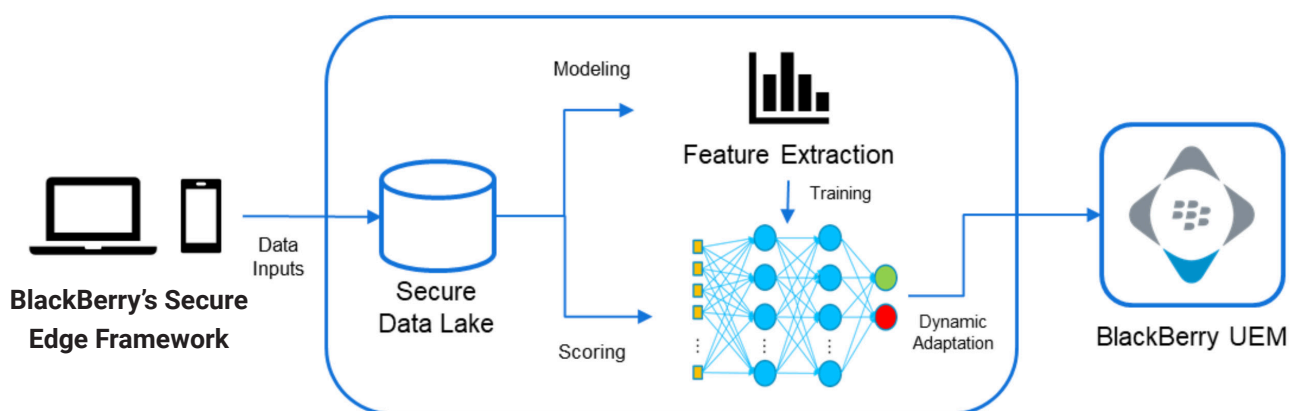 BlackBerry's Secure
Edge Framework
Data
Inputs
Secure
Data Lake
Modeling
Scoring
Feature Extraction
Training
Dynamic
Adaptation
BlackBerry UEM